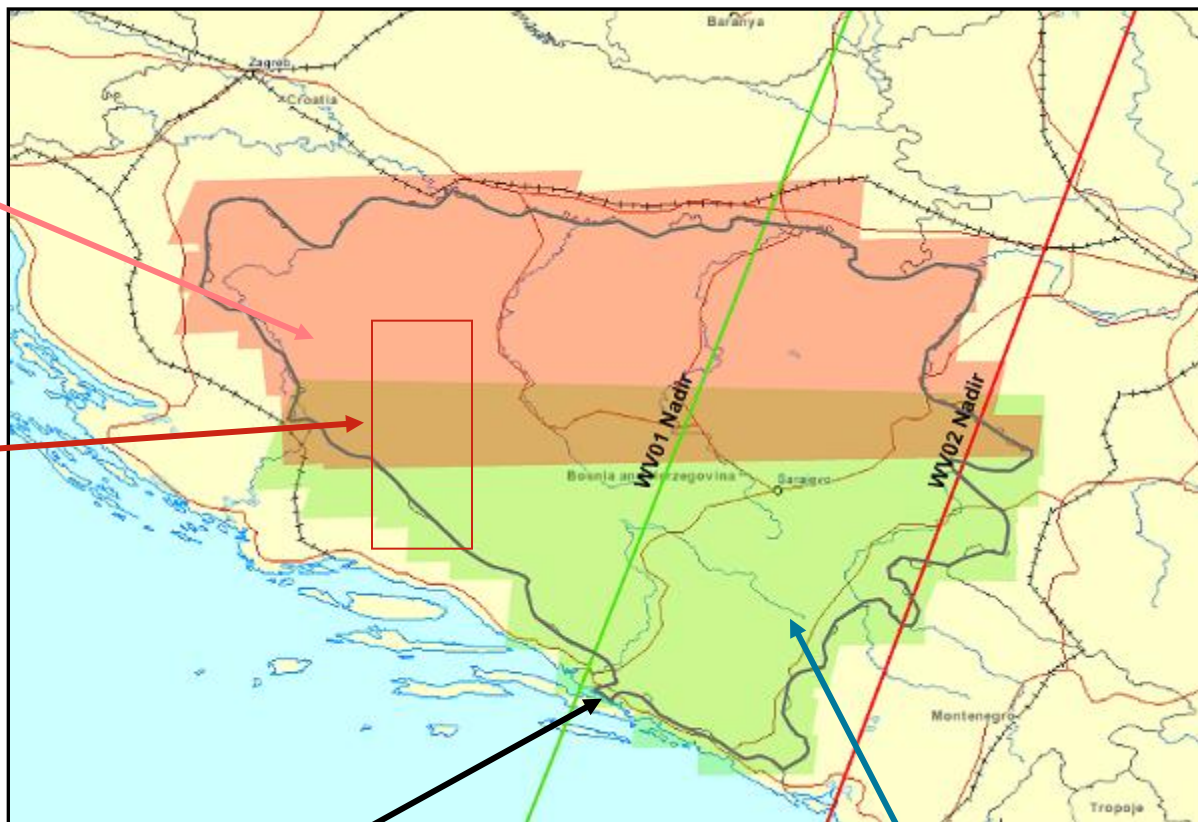 Baranya
Zagreb
Croatia
WV01 Nadir
WV02 Nadir
Bosnia and Herzegovina
Sarajevo
Montenegro
Tropoje